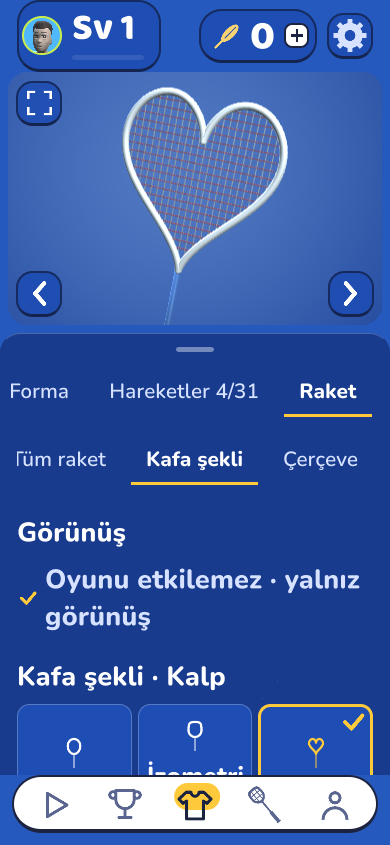 Sv 1
0
Forma
Hareketler 4/31
Raket
Tüm raket
Kafa şekli
Çerçeve
Görünüş
Oyunu etkilemez · yalnız
görünüş
Kafa şekli · Kalp
İzometri